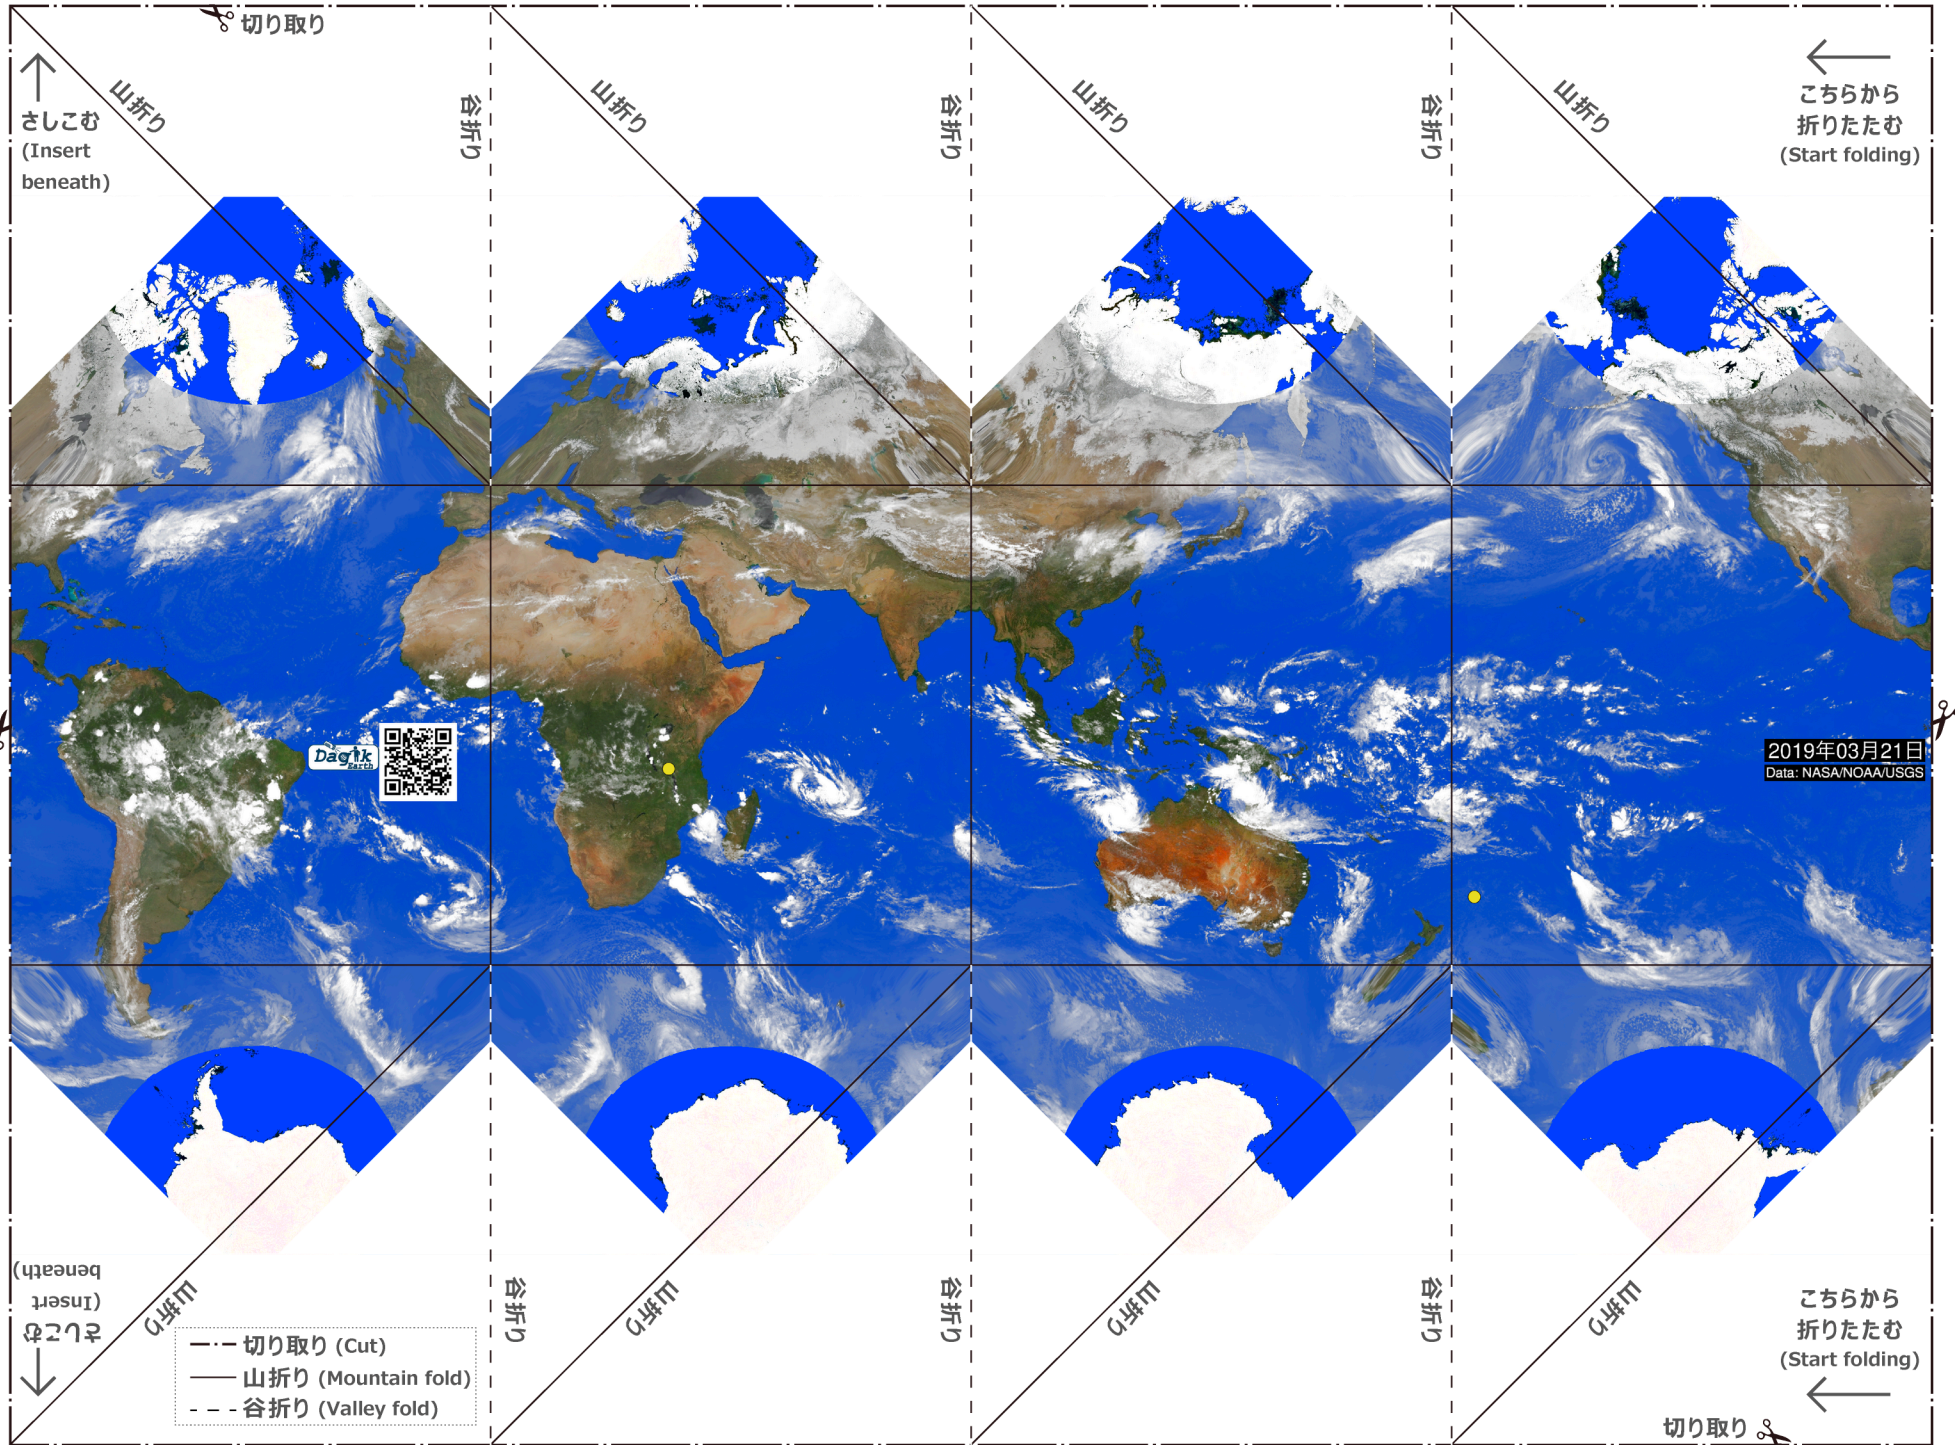 切り取り
さしこむ
(Insert
beneath)
山折り
谷折り
山折り
谷折り
山折り
谷折り
山折り
こちらから
折りたたむ
(Start folding)
Dagik
Earth
2019年03月21日
Data: NASA/NOAA/USGS
さしこむ
(Insert
beneath)
山折り
谷折り
山折り
谷折り
山折り
谷折り
山折り
こちらから
折りたたむ
(Start folding)
切り取り (Cut)
山折り (Mountain fold)
谷折り (Valley fold)
切り取り